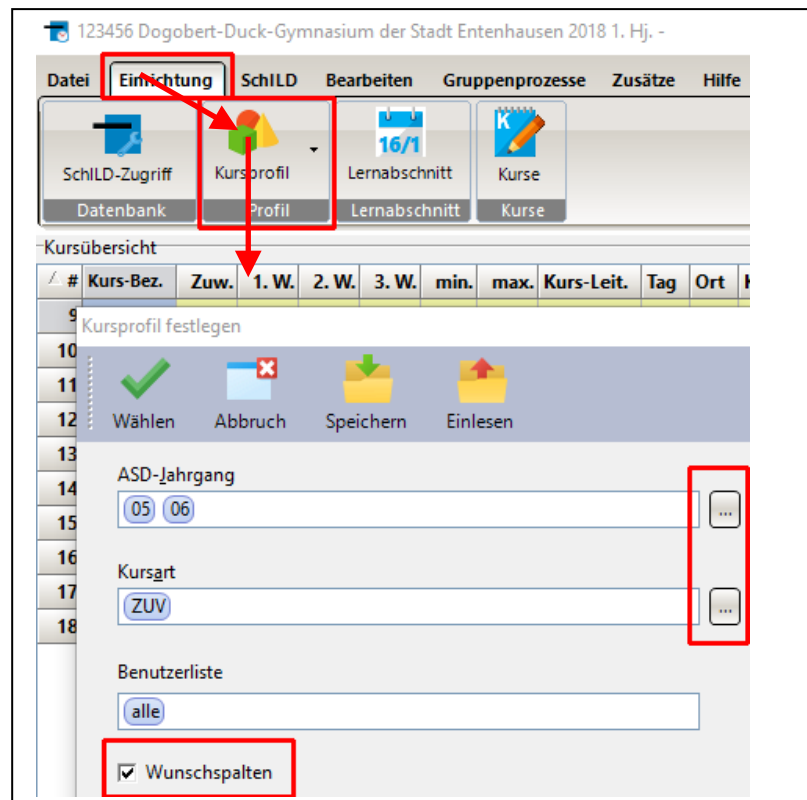 123456 Dogobert-Duck-Gymnasium der Stadt Entenhausen 2018 1. Hj. -
Datei Einrichtung SchILD Bearbeiten Gruppenprozesse Zusätze Hilfe
16/1 K
SchILD-Zugriff Kursprofil Lernabschnitt Kurse
Datenbank Profil Lernabschnitt Kurse
Kursübersicht
# Kurs-Bez. Zuw. 1. W. 2. W. 3. W. min. max. Kurs-Leit. Tag Ort
9
Kursprofil festlegen
10
11
12 Wählen Abbruch Speichern Einlesen
13
ASD-Jahrgang
14
05 06 ...
15
16
Kursart
17
ZUV ...
18
Benutzerliste
alle
Wunschspalten